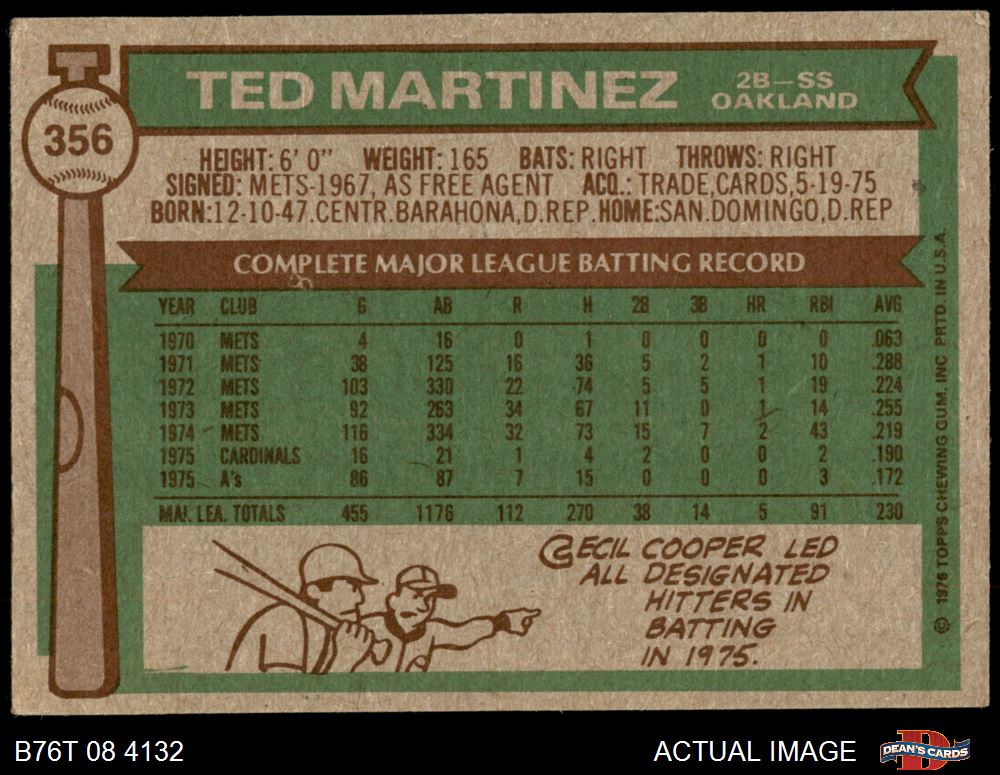 356
TED MARTINEZ
2B—SS
OAKLAND
HEIGHT: 6' 0" WEIGHT: 165 BATS: RIGHT THROWS: RIGHT
SIGNED: METS-1967, AS FREE AGENT ACQ.: TRADE, CARDS, 5-19-75
BORN:12-10-47.CENTR.BARAHONA,D.REP. HOME:SAN.DOMINGO,D.REP
COMPLETE MAJOR LEAGUE BATTING RECORD
YEAR CLUB G AB R H 2B 3B HR RBI AVG
1970 METS 4 16 0 1 0 0 0 0 .063
1971 METS 38 125 16 36 5 2 1 10 .288
1972 METS 103 330 22 74 5 5 1 19 .224
1973 METS 92 263 34 67 11 0 1 14 .255
1974 METS 116 334 32 73 15 7 2 43 .219
1975 CARDINALS 16 21 1 4 2 0 0 2 .190
1975 A's 86 87 7 15 0 0 0 3 .172
MAJ. LEA. TOTALS 455 1176 112 270 38 14 5 91 230
CECIL COOPER LED
ALL DESIGNATED
HITTERS IN
BATTING
IN 1975.
© 1976 TOPPS CHEWING GUM, INC PRTD. IN U.S.A.
B76T 08 4132
ACTUAL IMAGE
D
DEAN'S CARDS